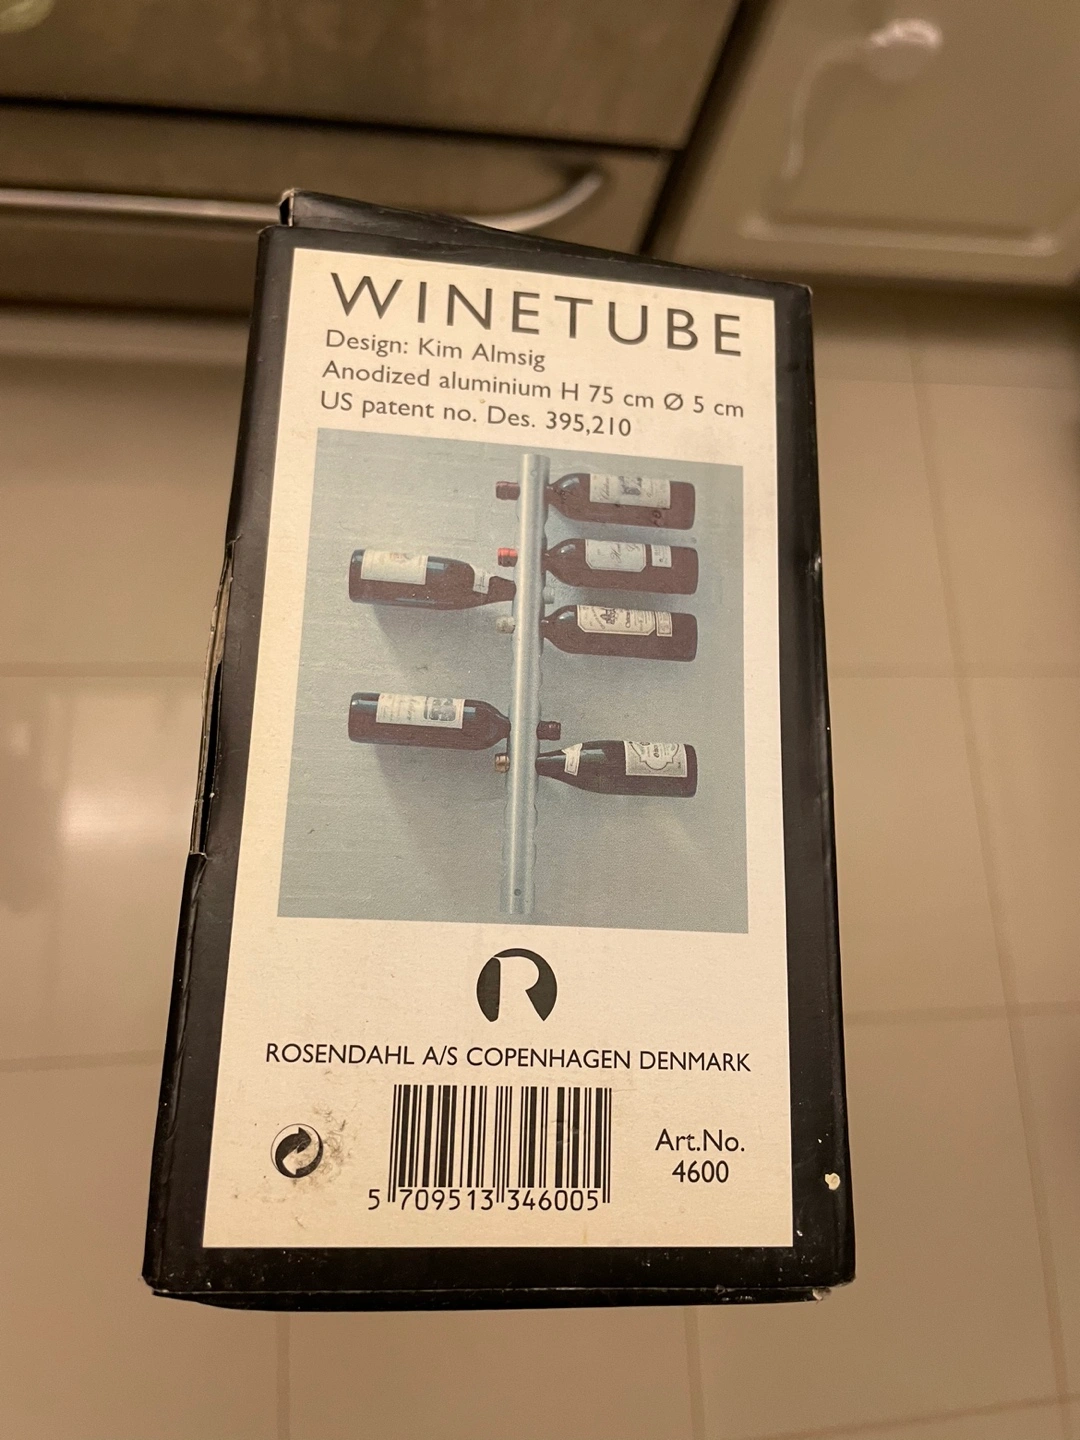 WINETUBE
Design: Kim Almsig
Anodized aluminium H 75 cm Ø 5 cm
US patent no. Des. 395,210
R
ROSENDAHL A/S COPENHAGEN DENMARK
Art.No.
4600
5 709513 346005